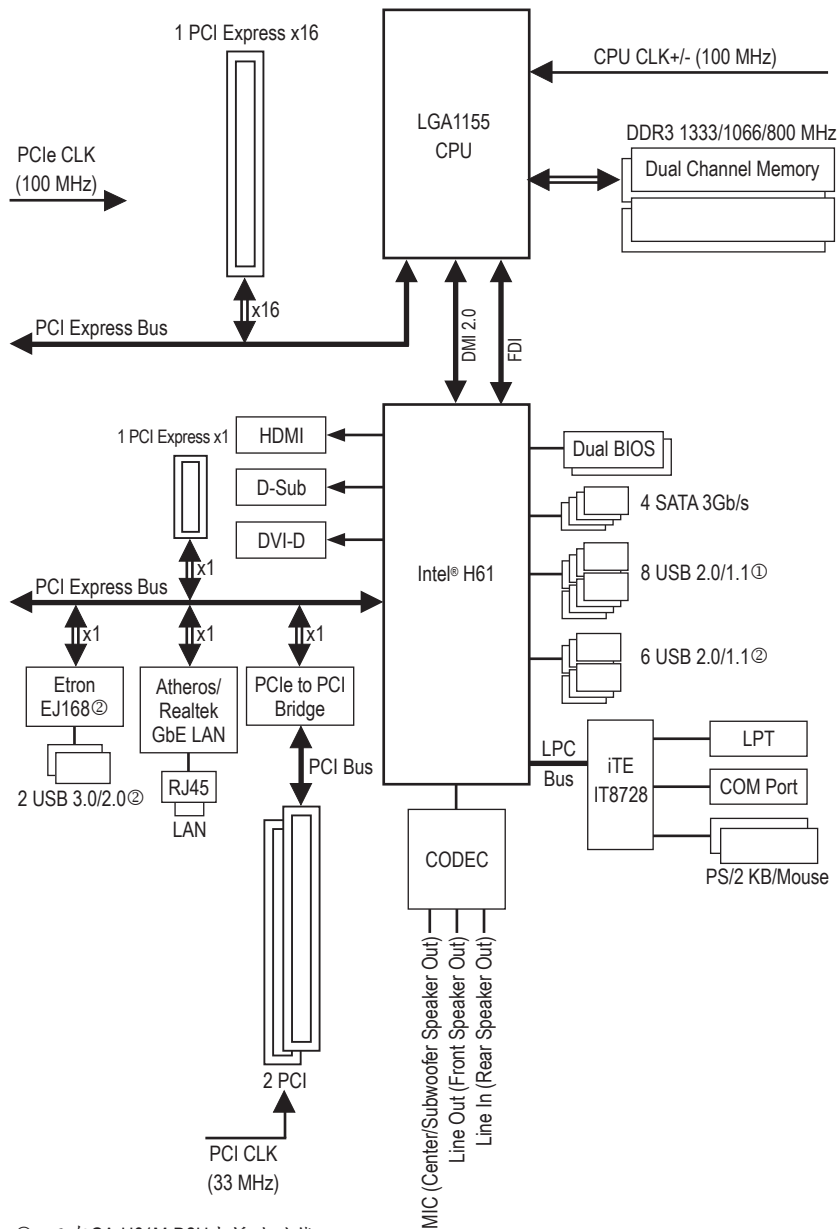 1 PCI Express x16
CPU CLK+/- (100 MHz)
LGA1155
CPU
DDR3 1333/1066/800 MHz
Dual Channel Memory
PCIe CLK
(100 MHz)
x16
PCI Express Bus
DMI 2.0
FDI
1 PCI Express x1
HDMI
D-Sub
DVI-D
Intel® H61
Dual BIOS
4 SATA 3Gb/s
8 USB 2.0/1.1①
6 USB 2.0/1.1②
x1
PCI Express Bus
x1
x1
x1
Etron
EJ168②
Atheros/
Realtek
GbE LAN
PCIe to PCI
Bridge
2 USB 3.0/2.0②
RJ45
LAN
PCI Bus
LPC
Bus
iTE
IT8728
LPT
COM Port
PS/2 KB/Mouse
CODEC
MIC (Center/Subwoofer Speaker Out)
Line Out (Front Speaker Out)
Line In (Rear Speaker Out)
2 PCI
PCI CLK
(33 MHz)